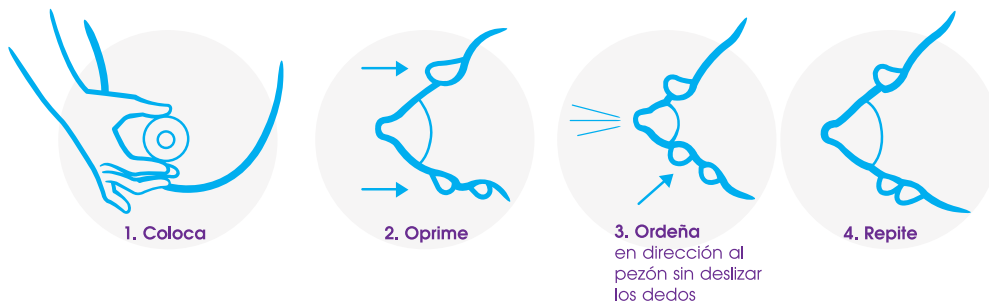 1. Coloca
2. Oprime
3. Ordeña
en dirección al
pezón sin deslizar
los dedos
4. Repite